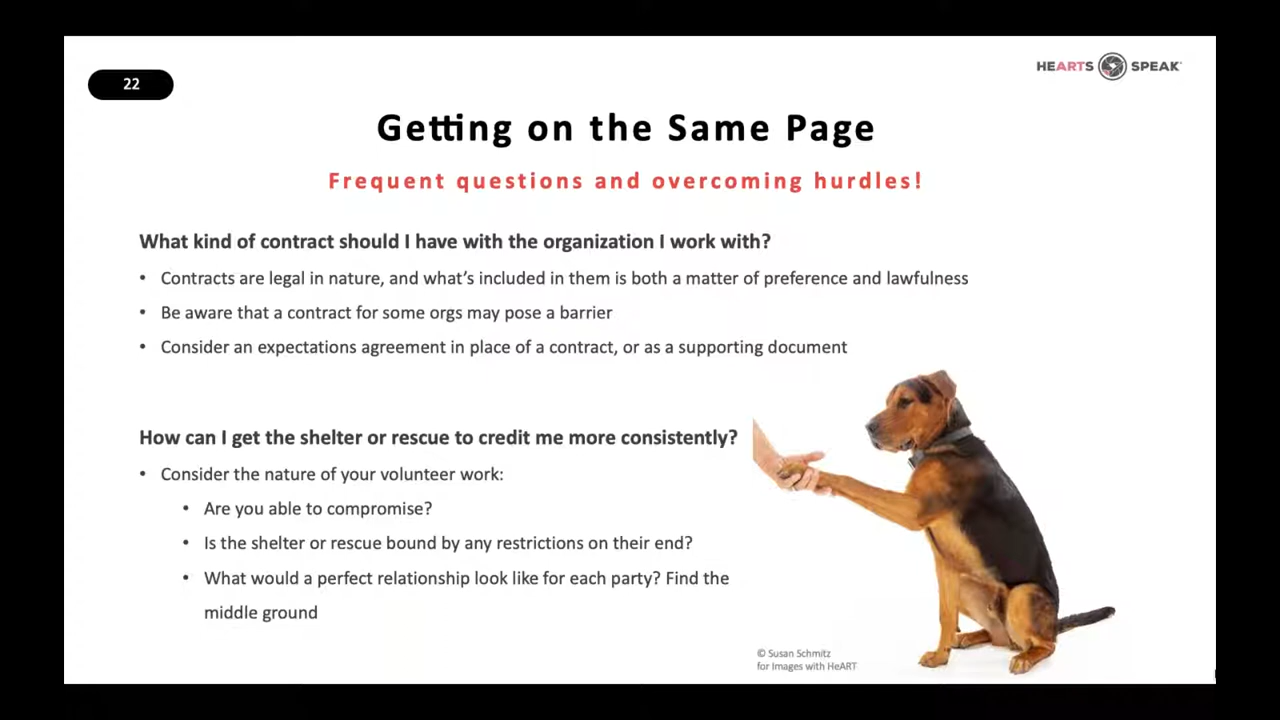 22
HEARTS SPEAK
Getting on the Same Page
Frequent questions and overcoming hurdles!
What kind of contract should I have with the organization I work with?
• Contracts are legal in nature, and what's included in them is both a matter of preference and lawfulness
• Be aware that a contract for some orgs may pose a barrier
• Consider an expectations agreement in place of a contract, or as a supporting document
How can I get the shelter or rescue to credit me more consistently?
• Consider the nature of your volunteer work:
• Are you able to compromise?
• Is the shelter or rescue bound by any restrictions on their end?
• What would a perfect relationship look like for each party? Find the
middle ground
© Susan Schmitz
for Images with HeART